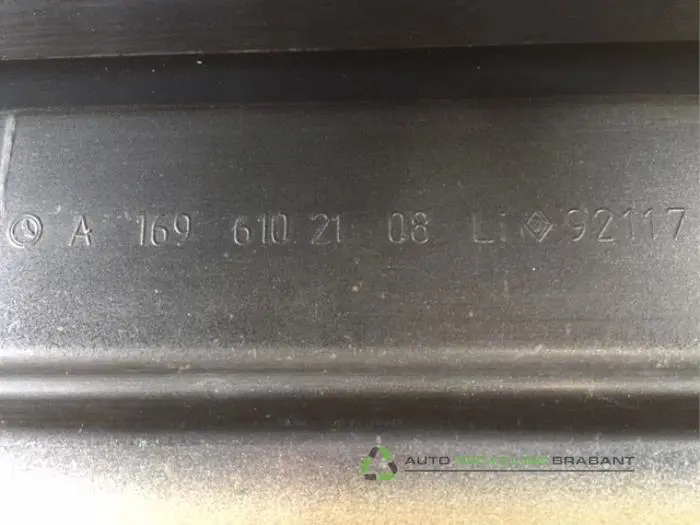 A 169 610 21 08 Li 92117
AUTO RECYCLING BRABANT